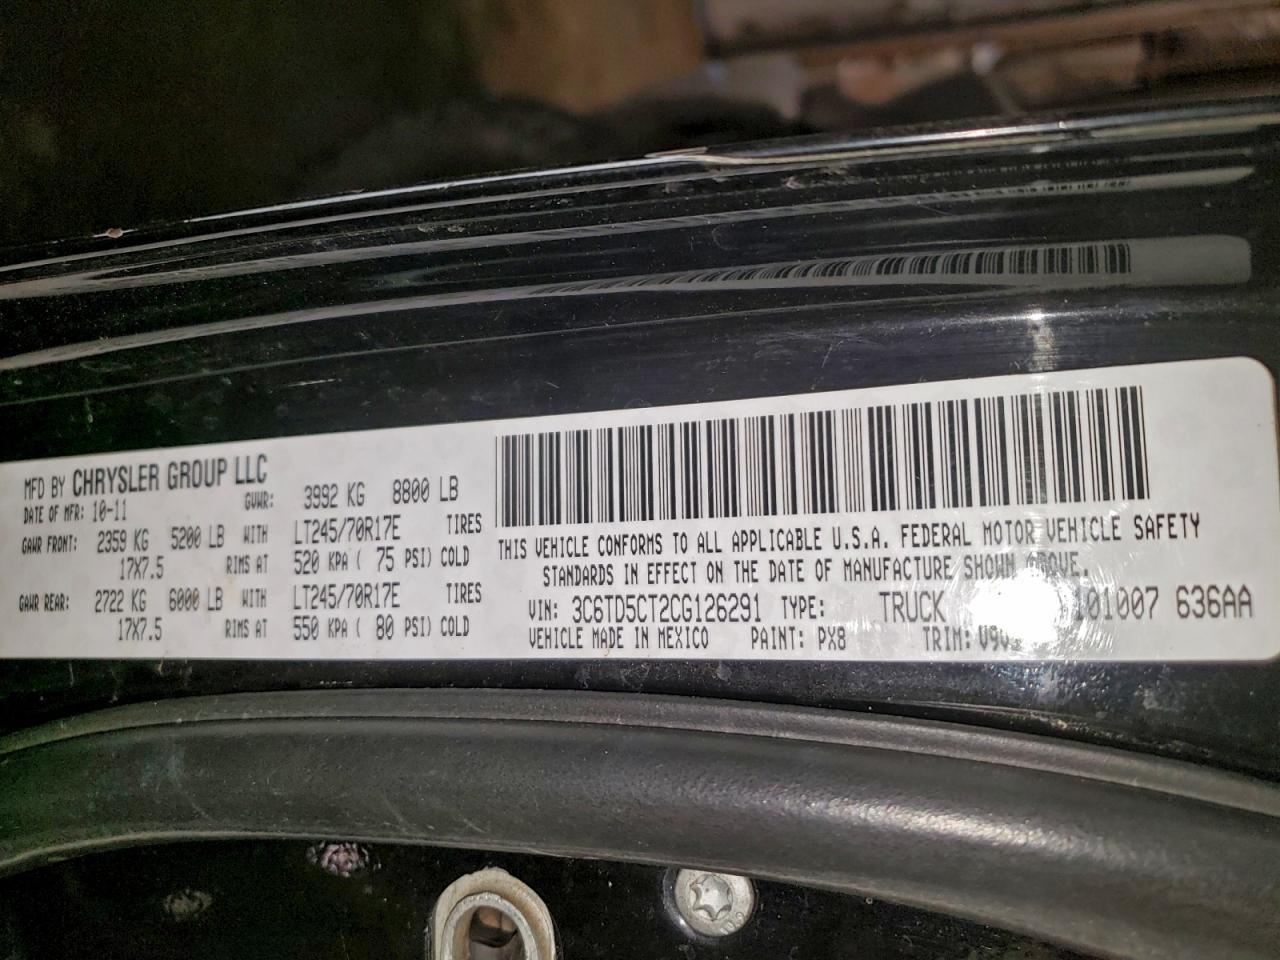 MFD BY CHRYSLER GROUP LLC
DATE OF MFR: 10-11 GVWR: 3992 KG 8800 LB
GAWR FRONT: 2359 KG 5200 LB WITH LT245/70R17E TIRES
17X7.5 RIMS AT 520 KPA ( 75 PSI) COLD
GAWR REAR: 2722 KG 6000 LB WITH LT245/70R17E TIRES
17X7.5 RIMS AT 550 KPA ( 80 PSI) COLD
THIS VEHICLE CONFORMS TO ALL APPLICABLE U.S.A. FEDERAL MOTOR VEHICLE SAFETY
STANDARDS IN EFFECT ON THE DATE OF MANUFACTURE SHOWN ABOVE.
VIN: 3C6TD5CT2CG126291 TYPE: TRUCK 101007 636AA
VEHICLE MADE IN MEXICO PAINT: PX8 TRIM: